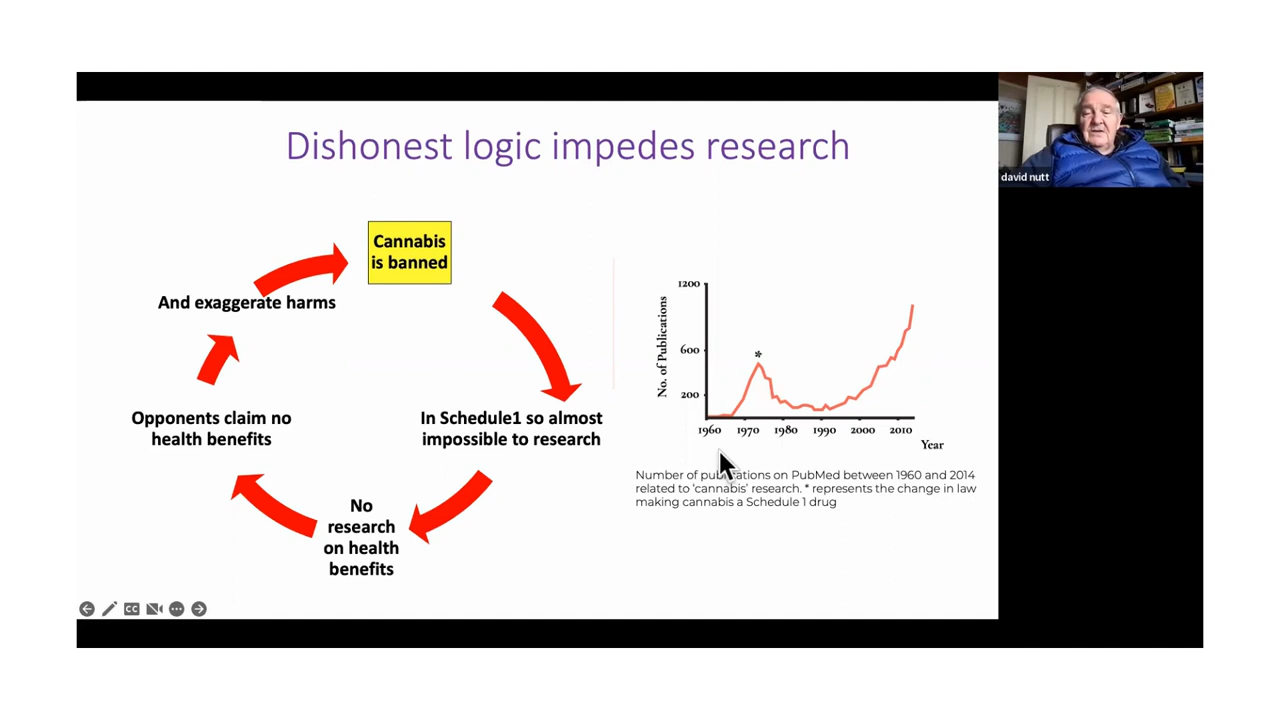 Dishonest logic impedes research
Cannabis
is banned
And exaggerate harms
Opponents claim no
health benefits
In Schedule1 so almost
impossible to research
No
research
on health
benefits
No. of Publications
1200
600
200
*
1960 1970 1980 1990 2000 2010
Year
Number of publications on PubMed between 1960 and 2014
related to 'cannabis' research. * represents the change in law
making cannabis a Schedule 1 drug
david nutt
CC